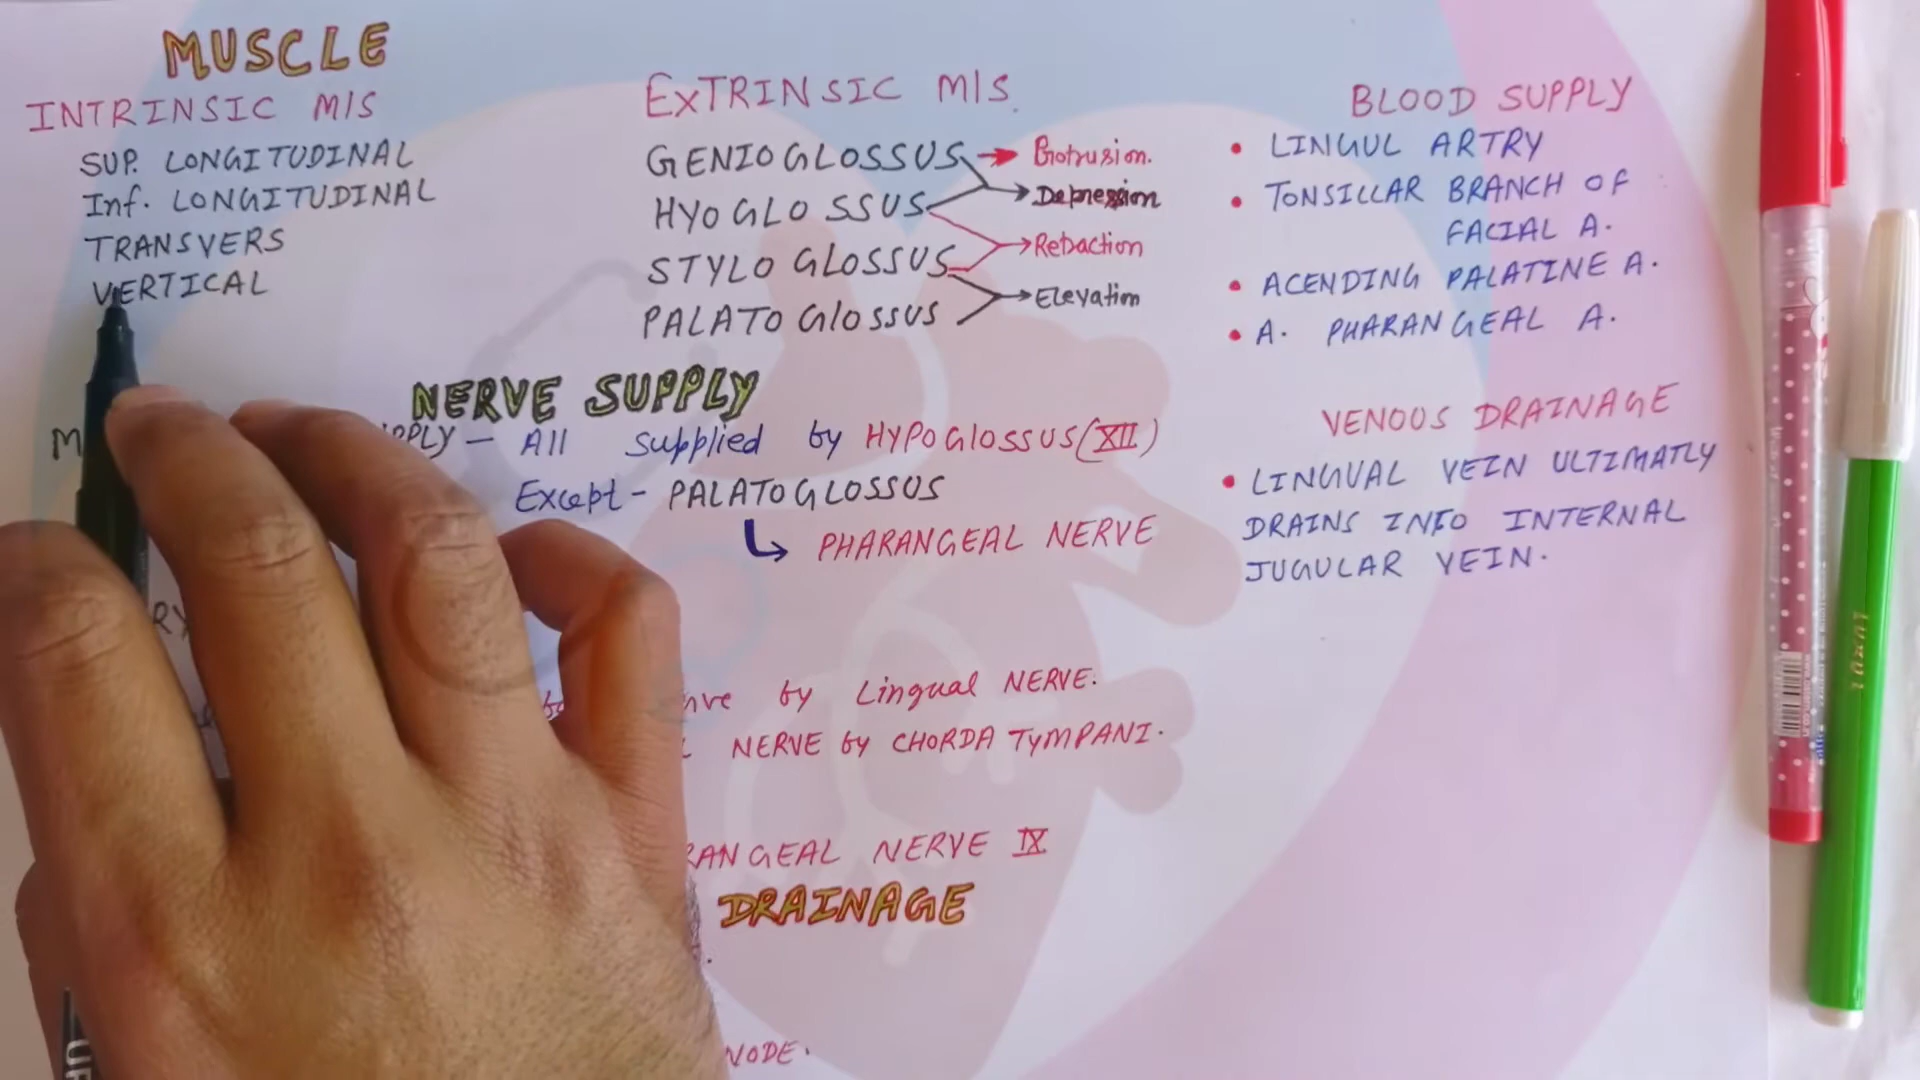 MUSCLE
INTRINSIC M/S
SUP. LONGITUDINAL
Inf. LONGITUDINAL
TRANSVERS
VERTICAL
ExTRINSIC M/S.
GENIOGLOSSUS
HYOGLOSSUS
STYLOGLOSSUS
PALATOGlOSSUS
Protrusion.
Depression
Retraction
Elevation
BLOOD SUPPLY
• LINGUL ARTRY
• TONSILLAR BRANCH OF
FACIAL A.
• ACENDING PALATINE A.
• A. PHARANGEAL A.
NERVE SUPPLY
PPLY - All supplied by HYPOGlOSSUS (XII)
Except - PALATOGLOSSUS
PHARANGEAL NERVE
VENOUS DRAINAGE
• LINGUAL VEIN ULTIMATLY
DRAINS INTO INTERNAL
JUGULAR VEIN.
by Lingual NERVE.
NERVE by CHORDA TYMPANI.
RANGEAL NERVE IX
DRAINAGE
NODE.